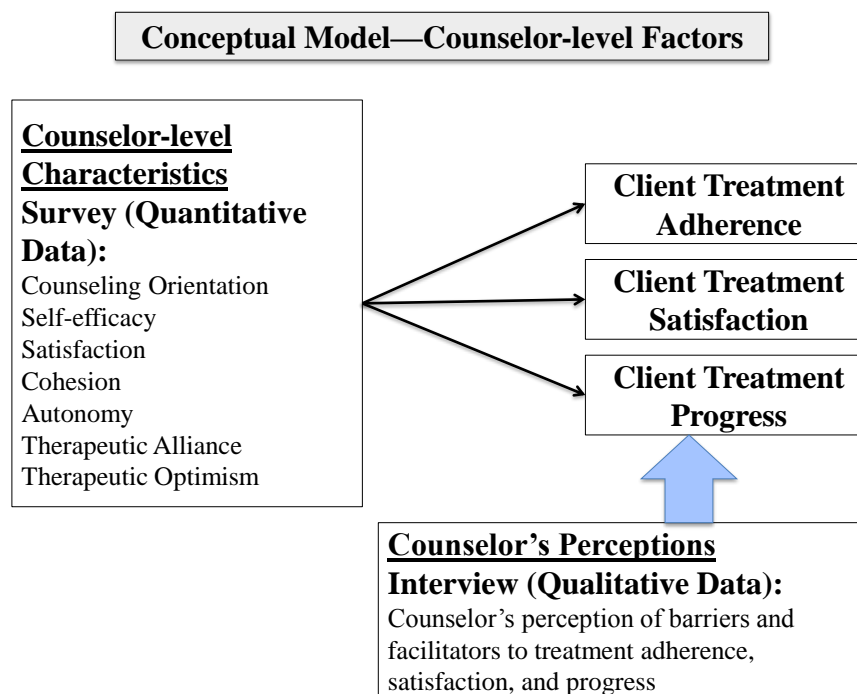 Conceptual Model—Counselor-level Factors
Counselor-level
Characteristics
Survey (Quantitative
Data):
Counseling Orientation
Self-efficacy
Satisfaction
Cohesion
Autonomy
Therapeutic Alliance
Therapeutic Optimism
Client Treatment
Adherence
Client Treatment
Satisfaction
Client Treatment
Progress
Counselor’s Perceptions
Interview (Qualitative Data):
Counselor’s perception of barriers and
facilitators to treatment adherence,
satisfaction, and progress